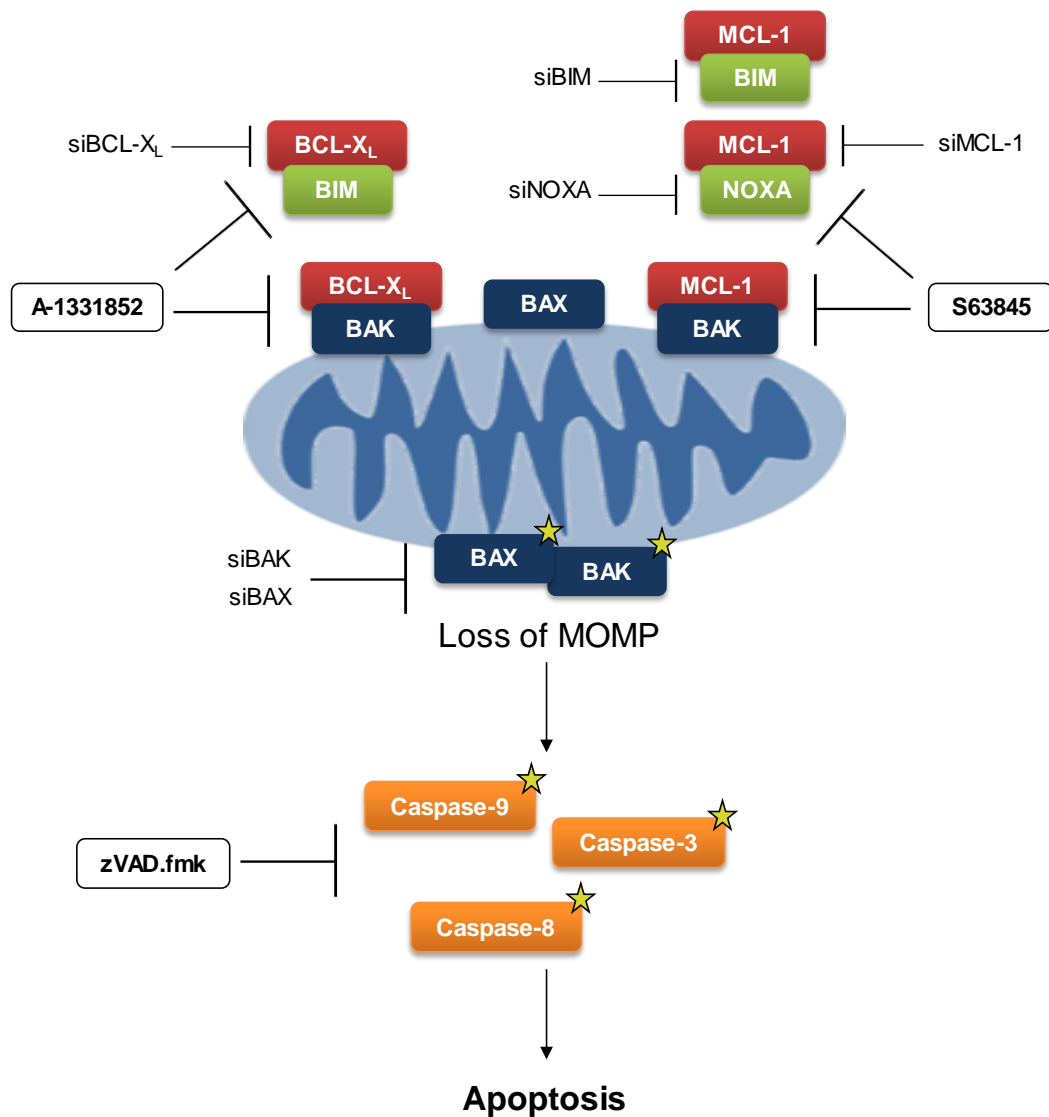 MCL-1
siBIM
BIM
siBCL-XL
BCL-XL
MCL-1
siMCL-1
BIM
siNOXA
NOXA
A-1331852
BCL-XL
BAX
MCL-1
S63845
BAK
BAK
siBAK
BAX
BAK
siBAX
Loss of MOMP
Caspase-9
Caspase-3
zVAD.fmk
Caspase-8
Apoptosis